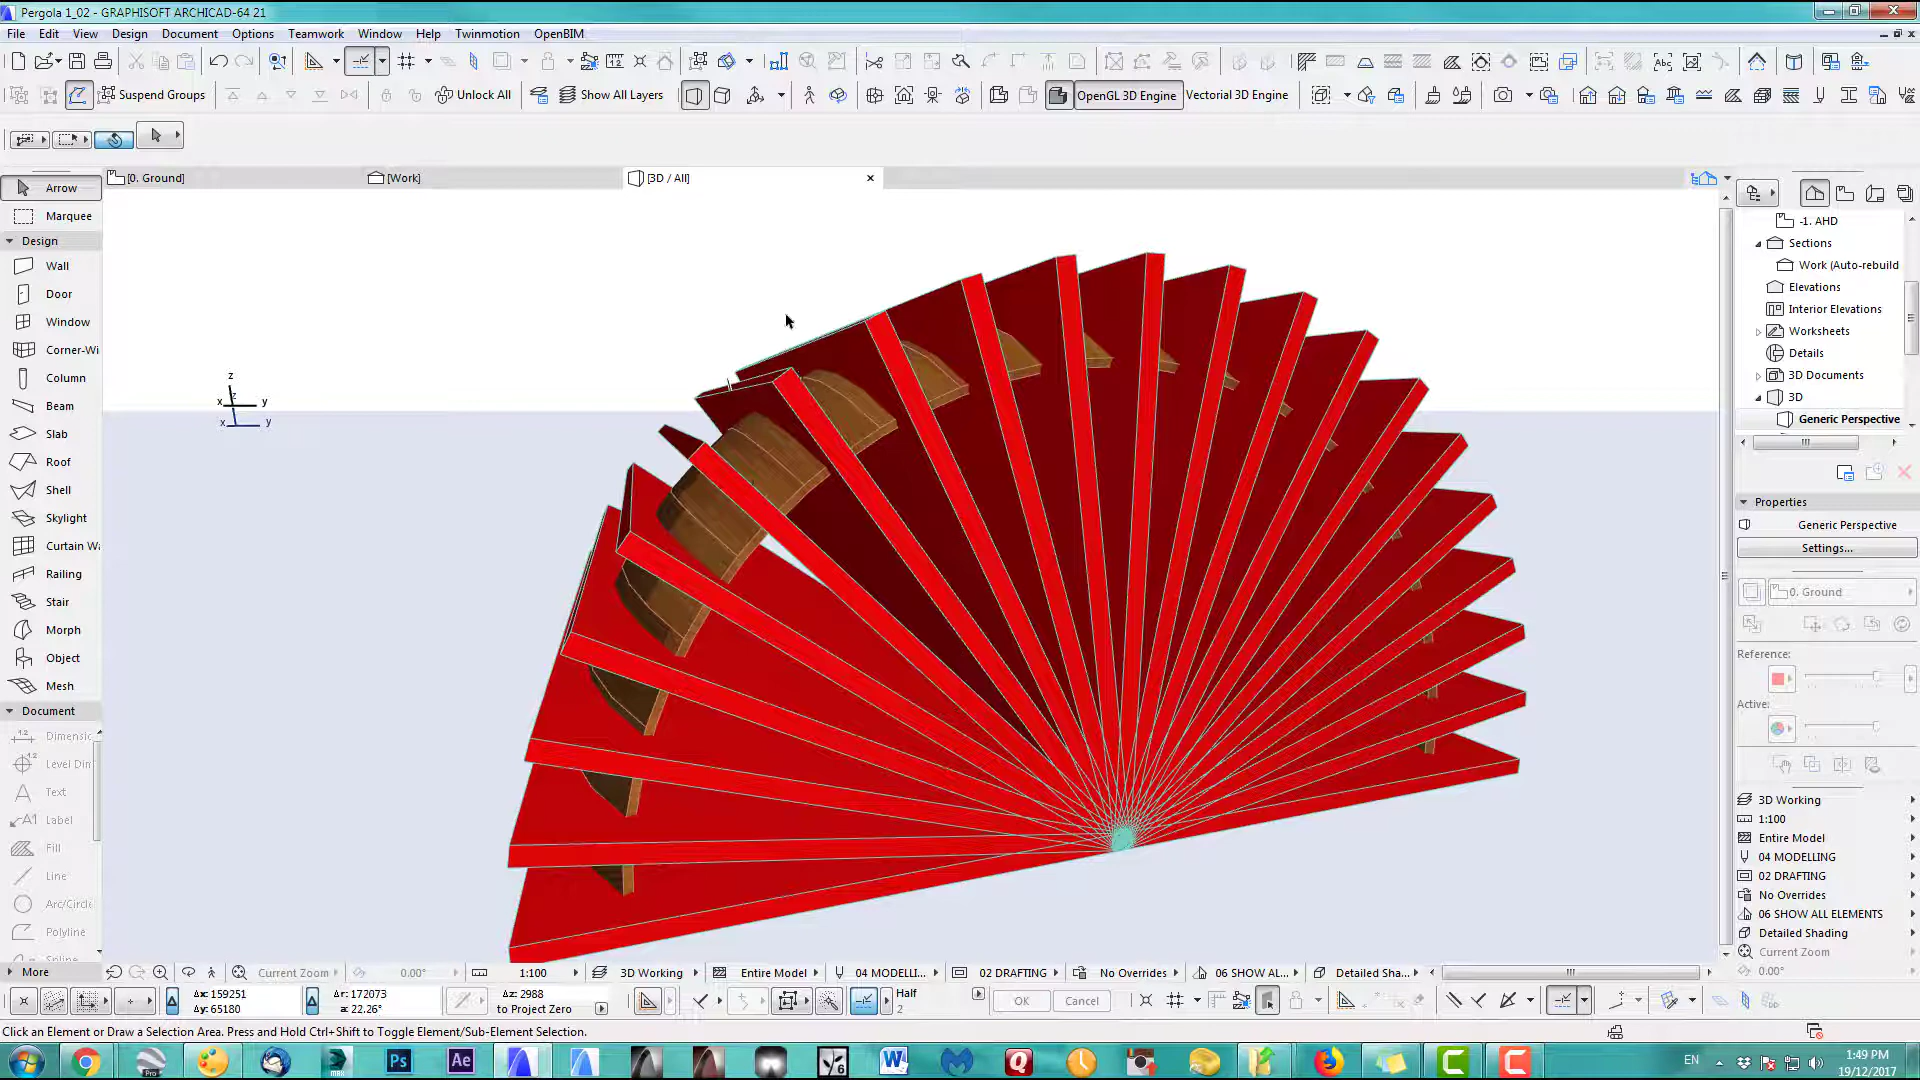 Pergola 1_02 - GRAPHISOFT ARCHICAD-64 21
File Edit View Design Document Options Teamwork Window Help Twinmotion OpenBIM
Suspend Groups
Unlock All
Show All Layers
OpenGL 3D Engine
Vectorial 3D Engine
[0. Ground]
[Work]
[3D / All]
Arrow
Marquee
Design
Wall
Door
Window
Corner-Wi
Column
Beam
Slab
Roof
Shell
Skylight
Curtain Wa
Railing
Stair
Morph
Object
Mesh
Document
Dimensic
Level Din
Text
Label
Fill
Line
Arc/Circle
Polyline
Spline
More
z
x y
z
x y
-1. AHD
Sections
Work (Auto-rebuild
Elevations
Interior Elevations
Worksheets
Details
3D Documents
3D
Generic Perspective
Properties
Generic Perspective
Settings...
0. Ground
Reference:
Active:
3D Working
1:100
Entire Model
04 MODELLING
02 DRAFTING
No Overrides
06 SHOW ALL ELEMENTS
Detailed Shading
Current Zoom
0.00°
Current Zoom 0.00° 1:100 3D Working Entire Model 04 MODELLI... 02 DRAFTING No Overrides 06 SHOW AL... Detailed Sha...
Δx: 159251
Δy: 65180
Δr: 172073
a: 22.26°
Δz: 2988
to Project Zero
Half
2
OK
Cancel
Click an Element or Draw a Selection Area. Press and Hold Ctrl+Shift to Toggle Element/Sub-Element Selection.
EN
1:49 PM
19/12/2017